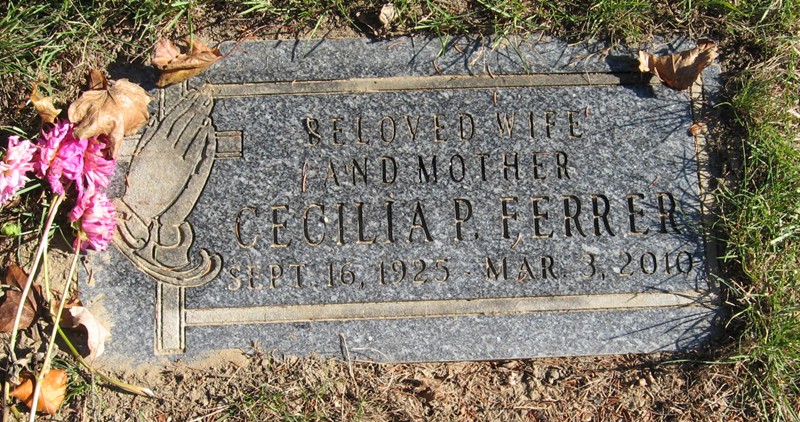 BELOVED WIFE
AND MOTHER
CECILIA P. FERRER
SEPT. 16, 1925 - MAR. 3, 2010